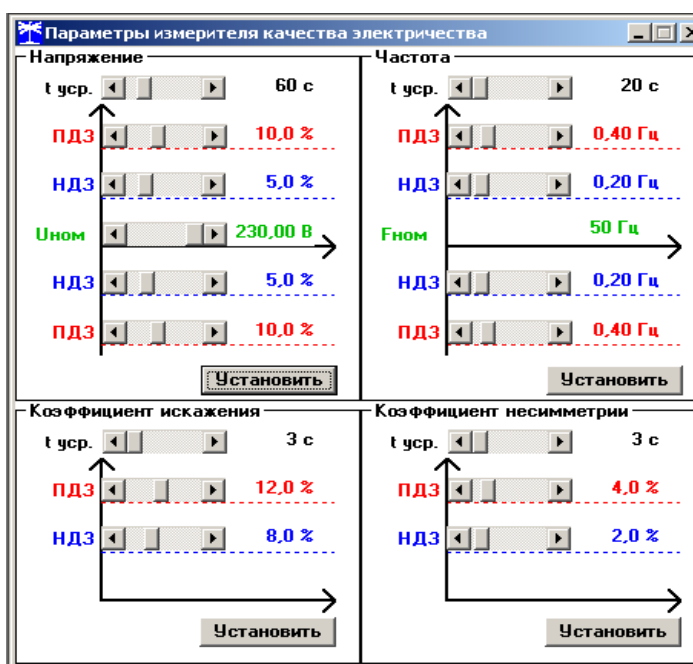 Параметры измерителя качества электричества
Напряжение
t уср. 60 с
ПДЗ 10,0 %
НДЗ 5,0 %
Uном 230,00 В
НДЗ 5,0 %
ПДЗ 10,0 %
Установить
Частота
t уср. 20 с
ПДЗ 0,40 Гц
НДЗ 0,20 Гц
Fном 50 Гц
НДЗ 0,20 Гц
ПДЗ 0,40 Гц
Установить
Коэффициент искажения
t уср. 3 с
ПДЗ 12,0 %
НДЗ 8,0 %
Установить
Коэффициент несимметрии
t уср. 3 с
ПДЗ 4,0 %
НДЗ 2,0 %
Установить